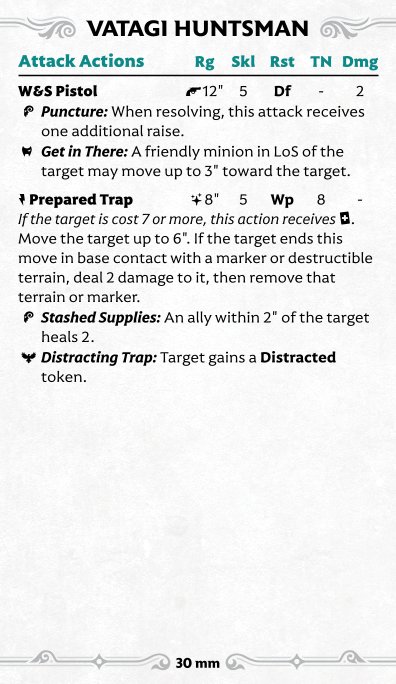 VATAGI HUNTSMAN
Attack Actions Rg Skl Rst TN Dmg
W&S Pistol 12" 5 Df - 2
Puncture: When resolving, this attack receives
one additional raise.
Get in There: A friendly minion in LoS of the
target may move up to 3" toward the target.
Prepared Trap 8" 5 Wp 8 -
If the target is cost 7 or more, this action receives .
Move the target up to 6". If the target ends this
move in base contact with a marker or destructible
terrain, deal 2 damage to it, then remove that
terrain or marker.
Stashed Supplies: An ally within 2" of the target
heals 2.
Distracting Trap: Target gains a Distracted
token.
30 mm